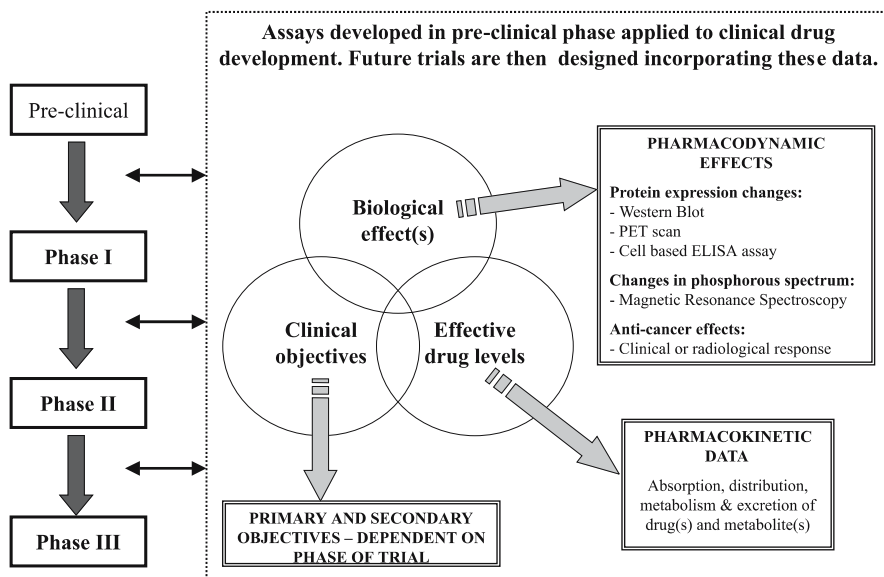 Assays developed in pre-clinical phase applied to clinical drug
development. Future trials are then designed incorporating these data.
Pre-clinical
Phase I
Phase II
Phase III
Biological
effect(s)
Clinical
objectives
Effective
drug levels
PHARMACODYNAMIC
EFFECTS
Protein expression changes:
- Western Blot
- PET scan
- Cell based ELISA assay
Changes in phosphorous spectrum:
- Magnetic Resonance Spectroscopy
Anti-cancer effects:
- Clinical or radiological response
PHARMACOKINETIC
DATA
Absorption, distribution,
metabolism & excretion of
drug(s) and metabolite(s)
PRIMARY AND SECONDARY
OBJECTIVES – DEPENDENT ON
PHASE OF TRIAL